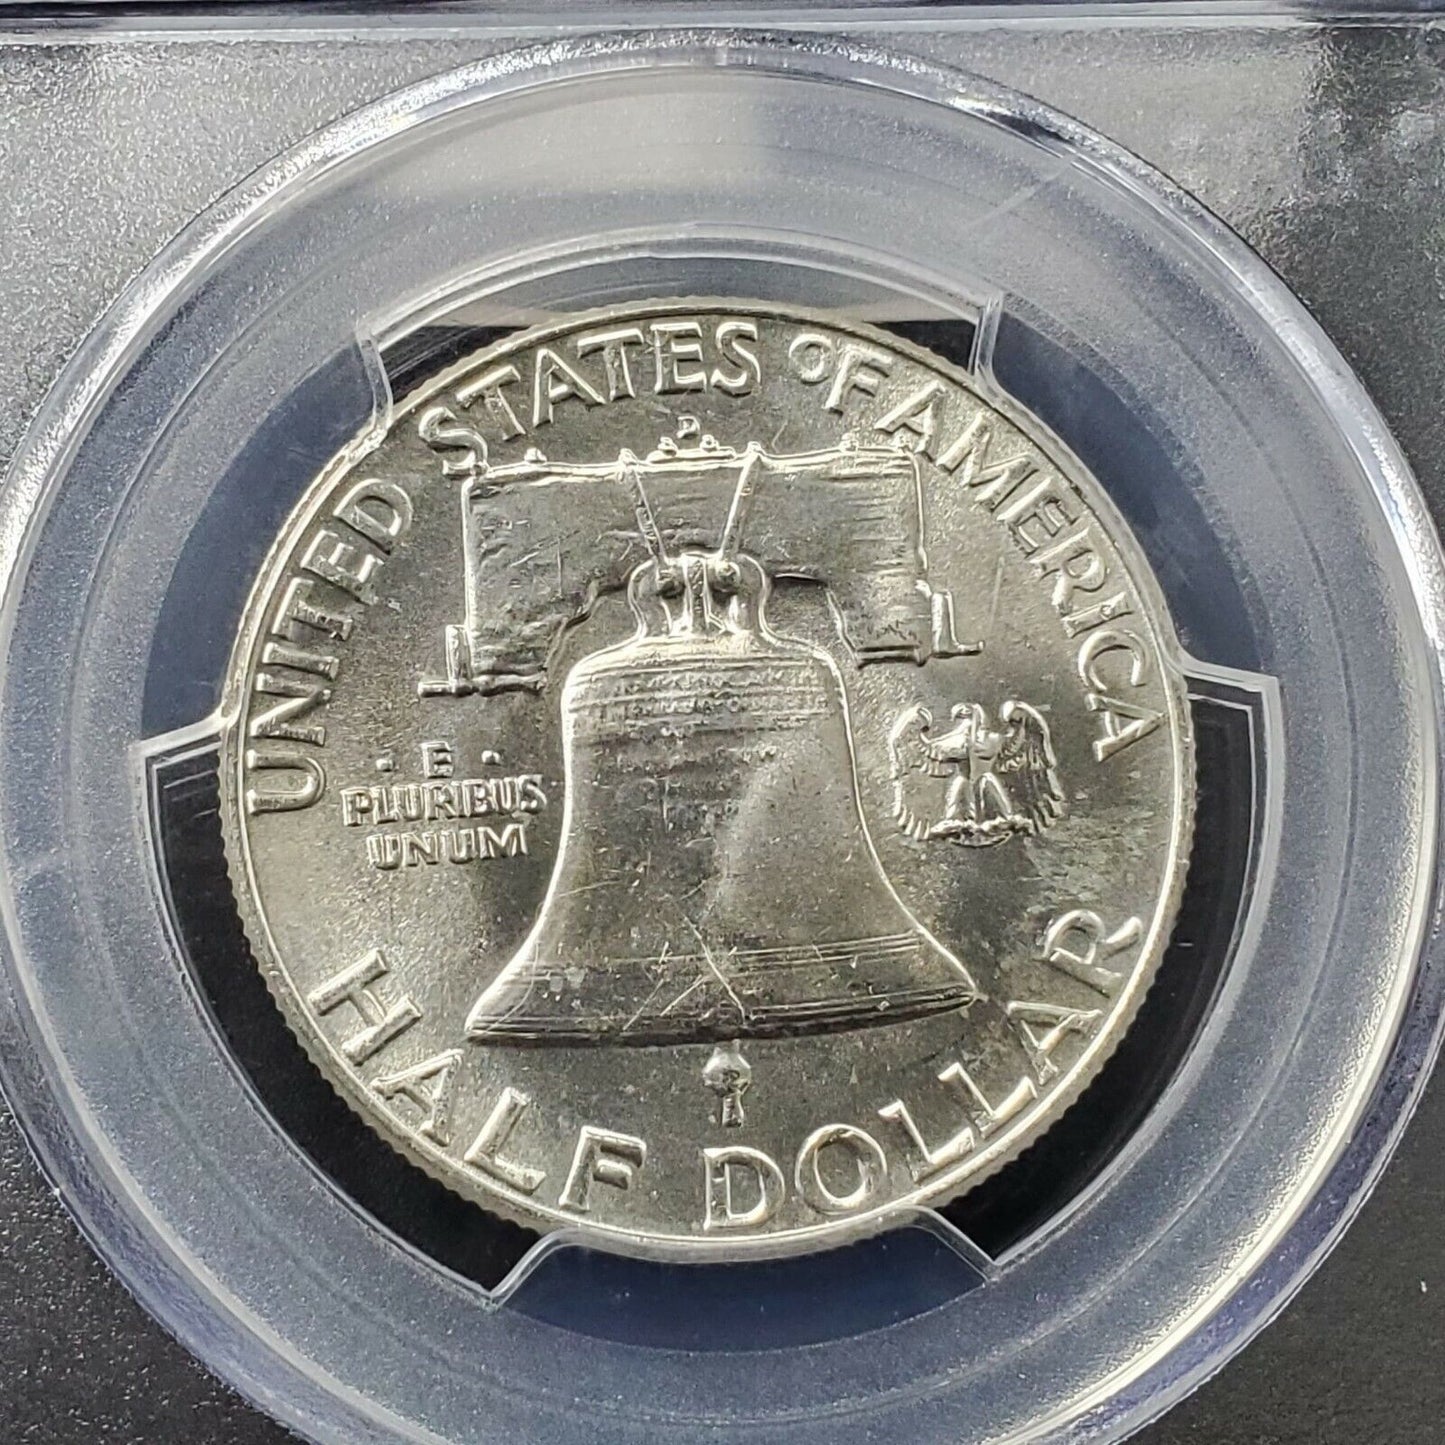 UNITED STATES OF AMERICA
D
· E ·
PLURIBUS
UNUM
HALF DOLLAR